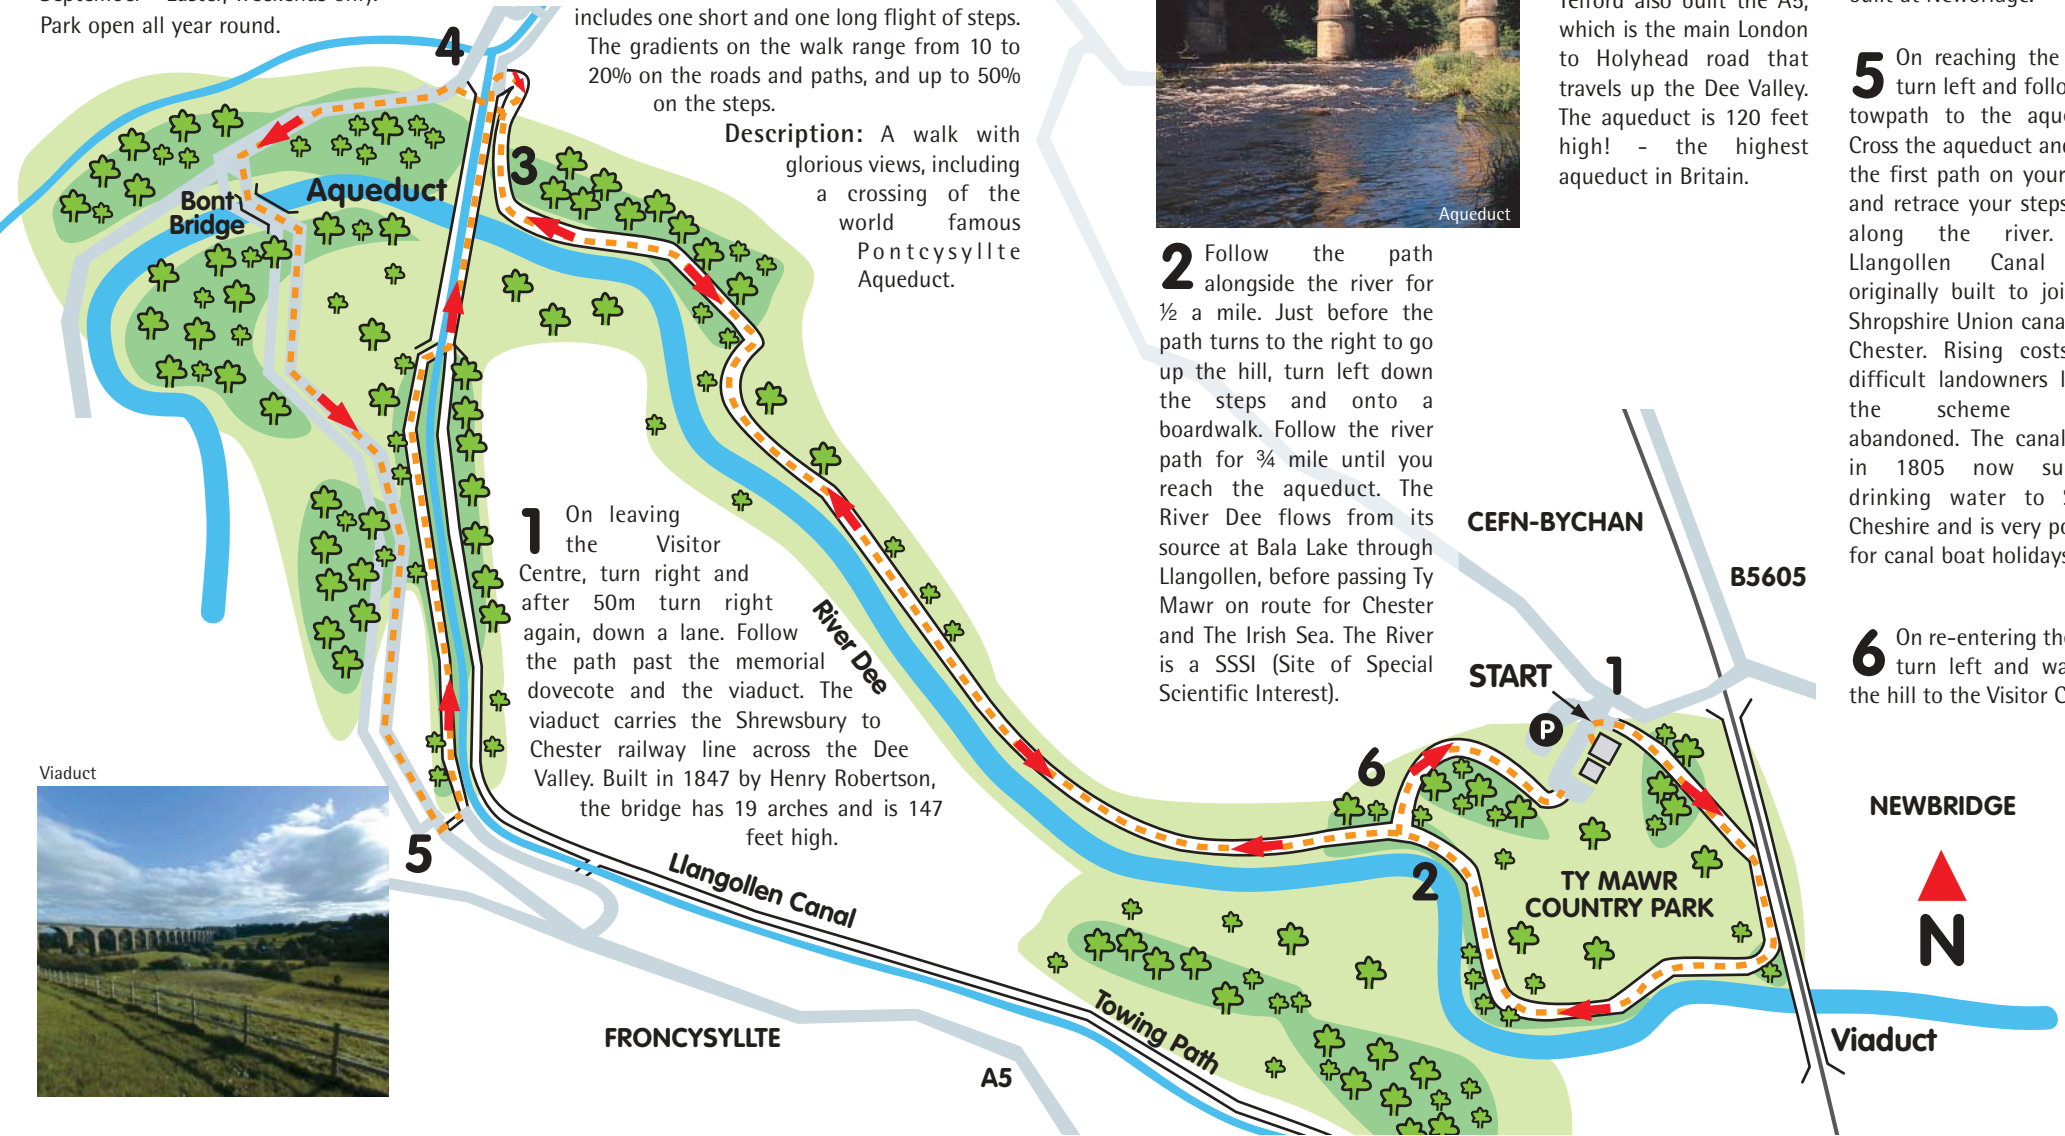 Park open all year round.
includes one short and one long flight of steps.
The gradients on the walk range from 10 to
20% on the roads and paths, and up to 50%
on the steps.
Description: A walk with
glorious views, including
a crossing of the
world famous
Pontcysyllte
Aqueduct.
4
3
Aqueduct
Bont
Bridge
1 On leaving
the Visitor
Centre, turn right and
after 50m turn right
again, down a lane. Follow
the path past the memorial
dovecote and the viaduct. The
viaduct carries the Shrewsbury to
Chester railway line across the Dee
Valley. Built in 1847 by Henry Robertson,
the bridge has 19 arches and is 147
feet high.
River Dee
Viaduct
5
Llangollen Canal
FRONCYSYLLTE
A5
Towing Path
Aqueduct
2 Follow the path
alongside the river for
½ a mile. Just before the
path turns to the right to go
up the hill, turn left down
the steps and onto a
boardwalk. Follow the river
path for ¾ mile until you
reach the aqueduct. The
River Dee flows from its
source at Bala Lake through
Llangollen, before passing Ty
Mawr on route for Chester
and The Irish Sea. The River
is a SSSI (Site of Special
Scientific Interest).
Telford also built the A5,
which is the main London
to Holyhead road that
travels up the Dee Valley.
The aqueduct is 120 feet
high! - the highest
aqueduct in Britain.
built at Newbridge.
5 On reaching the
turn left and follo
towpath to the aque
Cross the aqueduct and
the first path on your
and retrace your steps
along the river.
Llangollen Canal
originally built to joi
Shropshire Union cana
Chester. Rising costs
difficult landowners l
the scheme
abandoned. The canal
in 1805 now su
drinking water to
Cheshire and is very po
for canal boat holidays
6 On re-entering the
turn left and wa
the hill to the Visitor C
CEFN-BYCHAN
B5605
START
1
P
6
2
TY MAWR
COUNTRY PARK
NEWBRIDGE
N
Viaduct